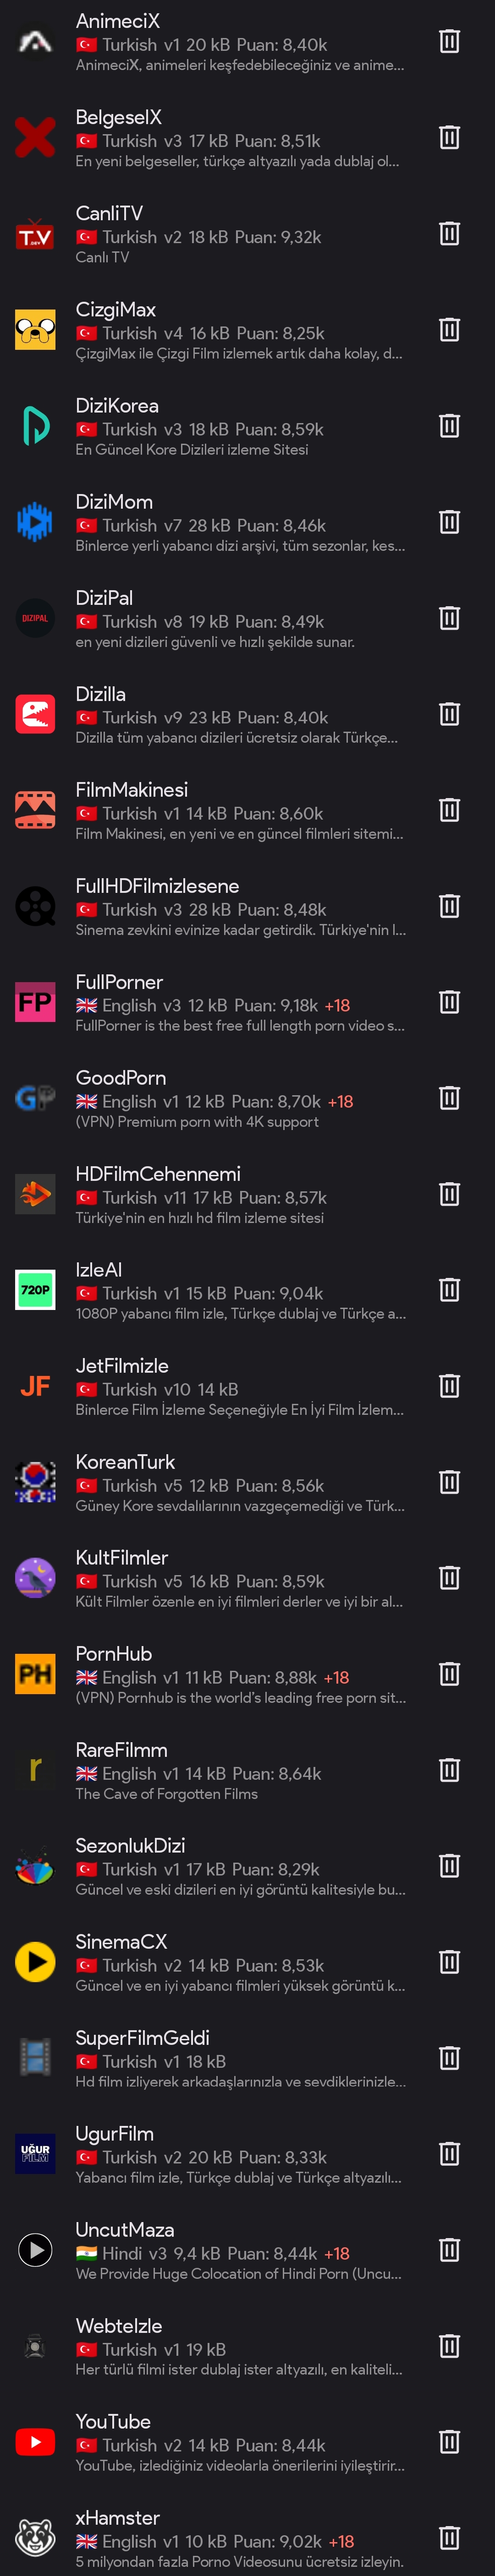 AnimeciX
Turkish v1 20 kB Puan: 8,40k
AnimeciX, animeleri keşfedebileceğiniz ve anime...
BelgeselX
Turkish v3 17 kB Puan: 8,51k
En yeni belgeseller, türkçe altyazılı yada dublaj ol...
T.V
.DEV
CanliTV
Turkish v2 18 kB Puan: 9,32k
Canlı TV
CizgiMax
Turkish v4 16 kB Puan: 8,25k
ÇizgiMax ile Çizgi Film izlemek artık daha kolay, d...
DiziKorea
Turkish v3 18 kB Puan: 8,59k
En Güncel Kore Dizileri izleme Sitesi
DiziMom
Turkish v7 28 kB Puan: 8,46k
Binlerce yerli yabancı dizi arşivi, tüm sezonlar, kes...
DIZIPAL
DiziPal
Turkish v8 19 kB Puan: 8,49k
en yeni dizileri güvenli ve hızlı şekilde sunar.
Dizilla
Turkish v9 23 kB Puan: 8,40k
Dizilla tüm yabancı dizileri ücretsiz olarak Türkçe...
FilmMakinesi
Turkish v1 14 kB Puan: 8,60k
Film Makinesi, en yeni ve en güncel filmleri sitemi...
FullHDFilmizlesene
Turkish v3 28 kB Puan: 8,48k
Sinema zevkini evinize kadar getirdik. Türkiye'nin l...
FP
FullPorner
English v3 12 kB Puan: 9,18k +18
FullPorner is the best free full length porn video s...
GP
GoodPorn
English v1 12 kB Puan: 8,70k +18
(VPN) Premium porn with 4K support
HDFilmCehennemi
Turkish v11 17 kB Puan: 8,57k
Türkiye'nin en hızlı hd film izleme sitesi
720P
IzleAI
Turkish v1 15 kB Puan: 9,04k
1080P yabancı film izle, Türkçe dublaj ve Türkçe a...
JF
JetFilmizle
Turkish v10 14 kB
Binlerce Film İzleme Seçeneğiyle En İyi Film İzlem...
KoreanTurk
Turkish v5 12 kB Puan: 8,56k
Güney Kore sevdalılarının vazgeçemediği ve Türk...
KultFilmler
Turkish v5 16 kB Puan: 8,59k
Kült Filmler özenle en iyi filmleri derler ve iyi bir al...
PH
PornHub
English v1 11 kB Puan: 8,88k +18
(VPN) Pornhub is the world's leading free porn sit...
r
RareFilmm
English v1 14 kB Puan: 8,64k
The Cave of Forgotten Films
SezonlukDizi
Turkish v1 17 kB Puan: 8,29k
Güncel ve eski dizileri en iyi görüntü kalitesiyle bu...
SinemaCX
Turkish v2 14 kB Puan: 8,53k
Güncel ve en iyi yabancı filmleri yüksek görüntü k...
SuperFilmGeldi
Turkish v1 18 kB
Hd film izliyerek arkadaşlarınızla ve sevdiklerinizle...
UĞUR
FİLM
UgurFilm
Turkish v2 20 kB Puan: 8,33k
Yabancı film izle, Türkçe dublaj ve Türkçe altyazılı...
UncutMaza
Hindi v3 9,4 kB Puan: 8,44k +18
We Provide Huge Colocation of Hindi Porn (Uncu...
WebteIzle
Turkish v1 19 kB
Her türlü filmi ister dublaj ister altyazılı, en kaliteli...
YouTube
Turkish v2 14 kB Puan: 8,44k
YouTube, izlediğiniz videolarla önerilerini iyileştirir...
xHamster
English v1 10 kB Puan: 9,02k +18
5 milyondan fazla Porno Videosunu ücretsiz izleyin.